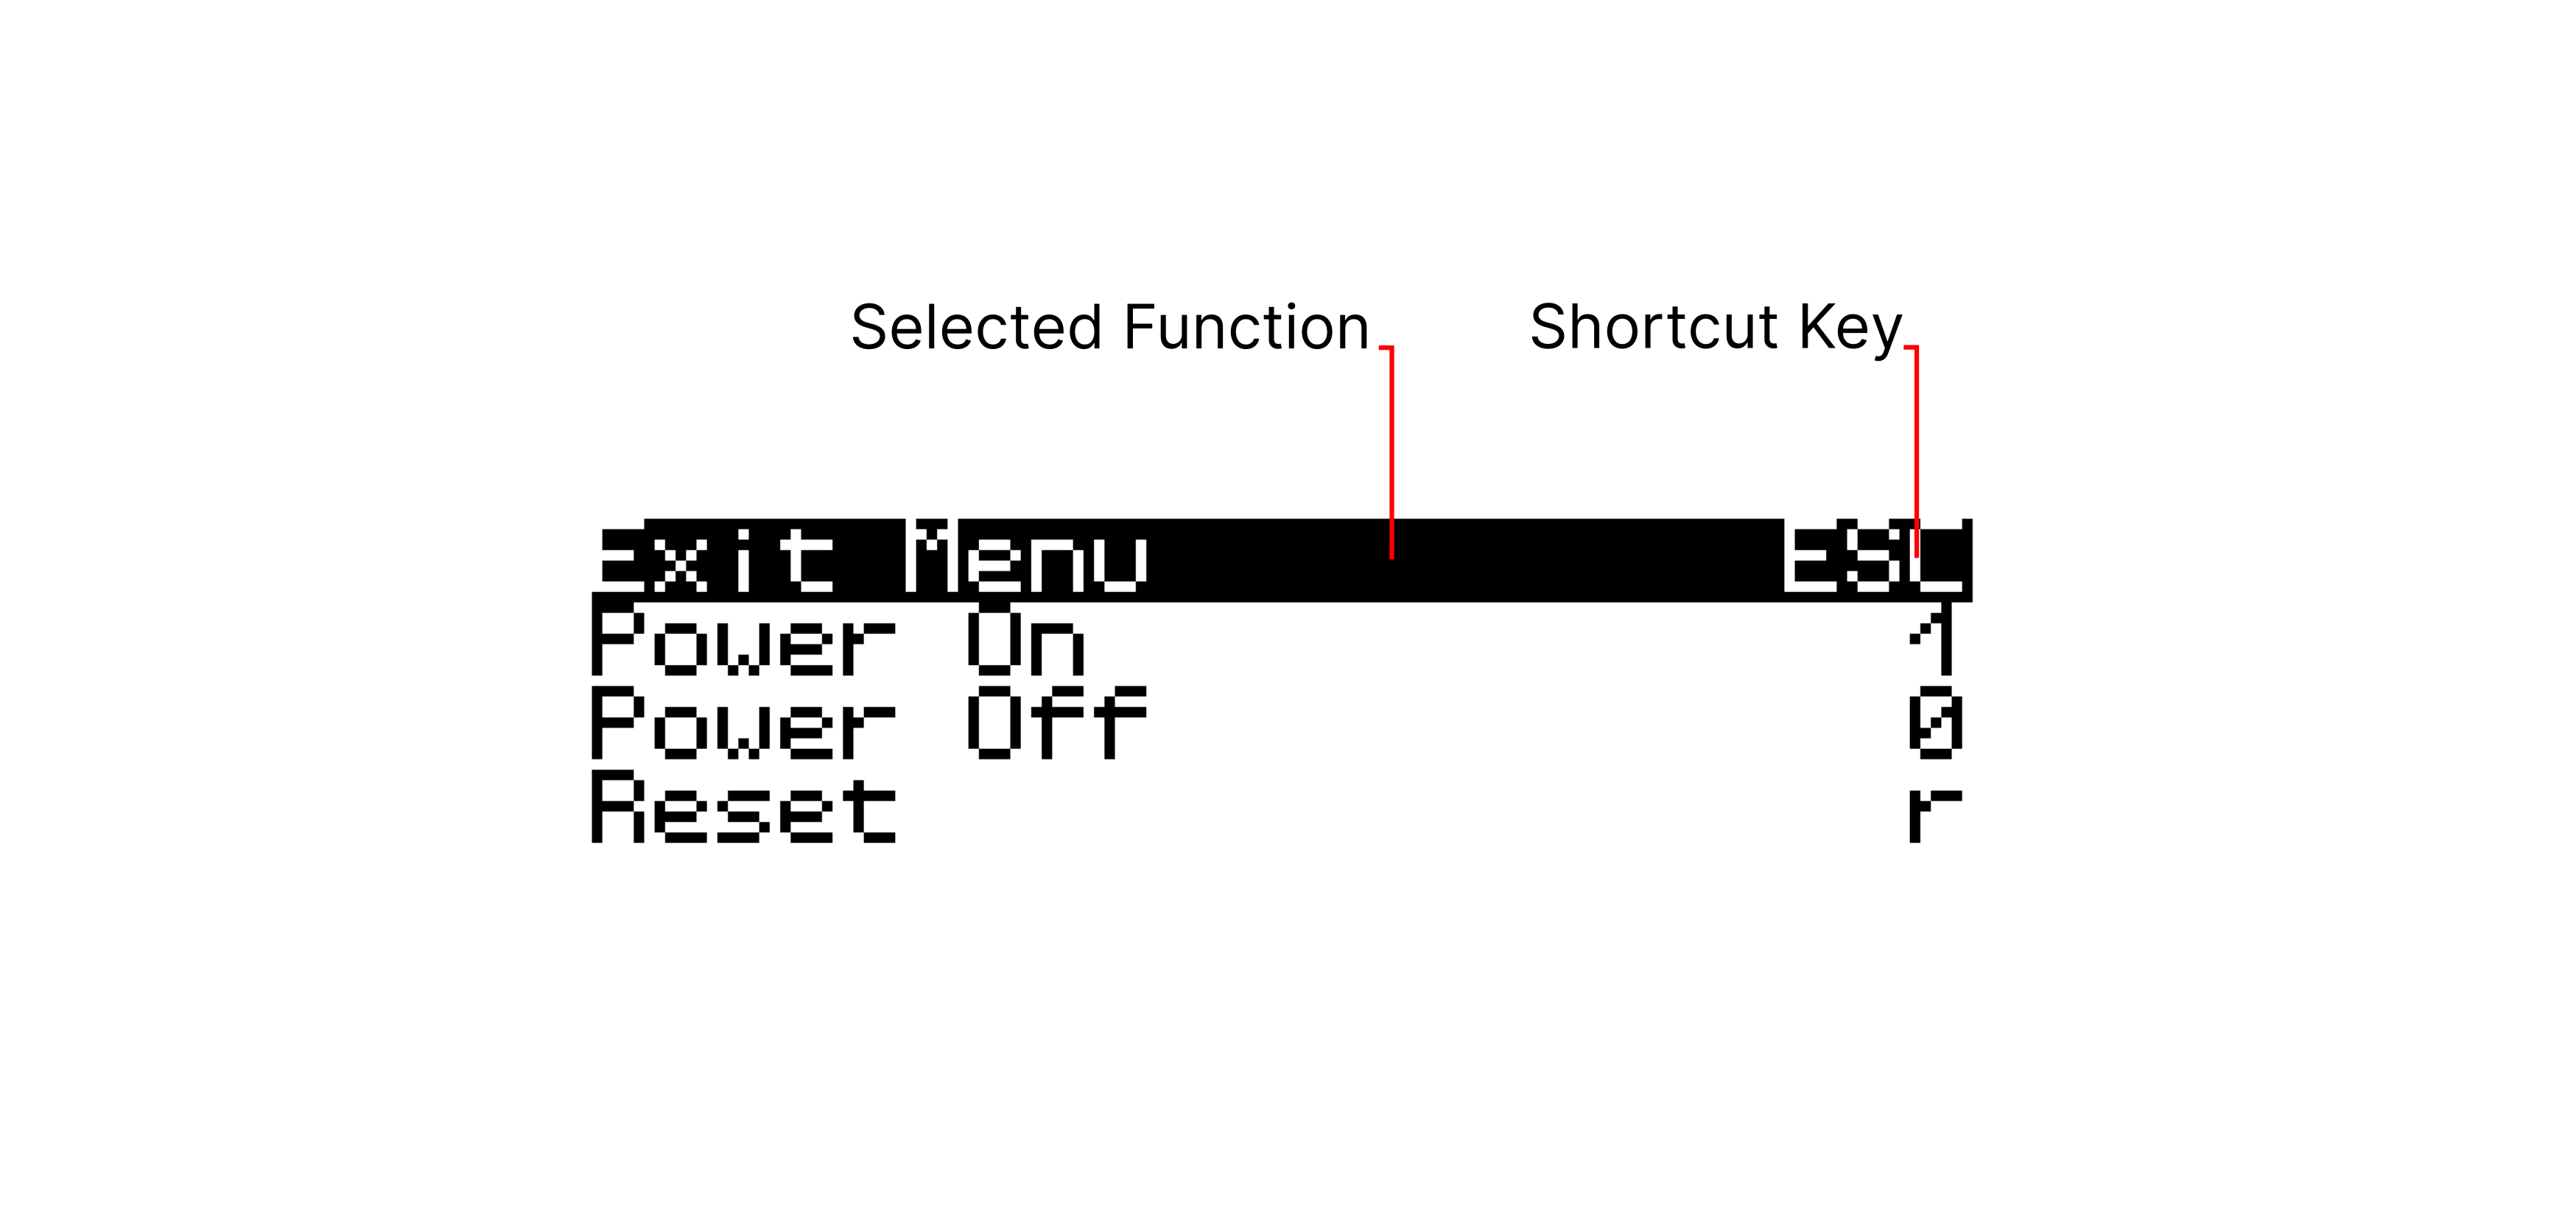 Selected Function Shortcut Key
Exit Menu ESC
Power On 1
Power Off 0
Reset r